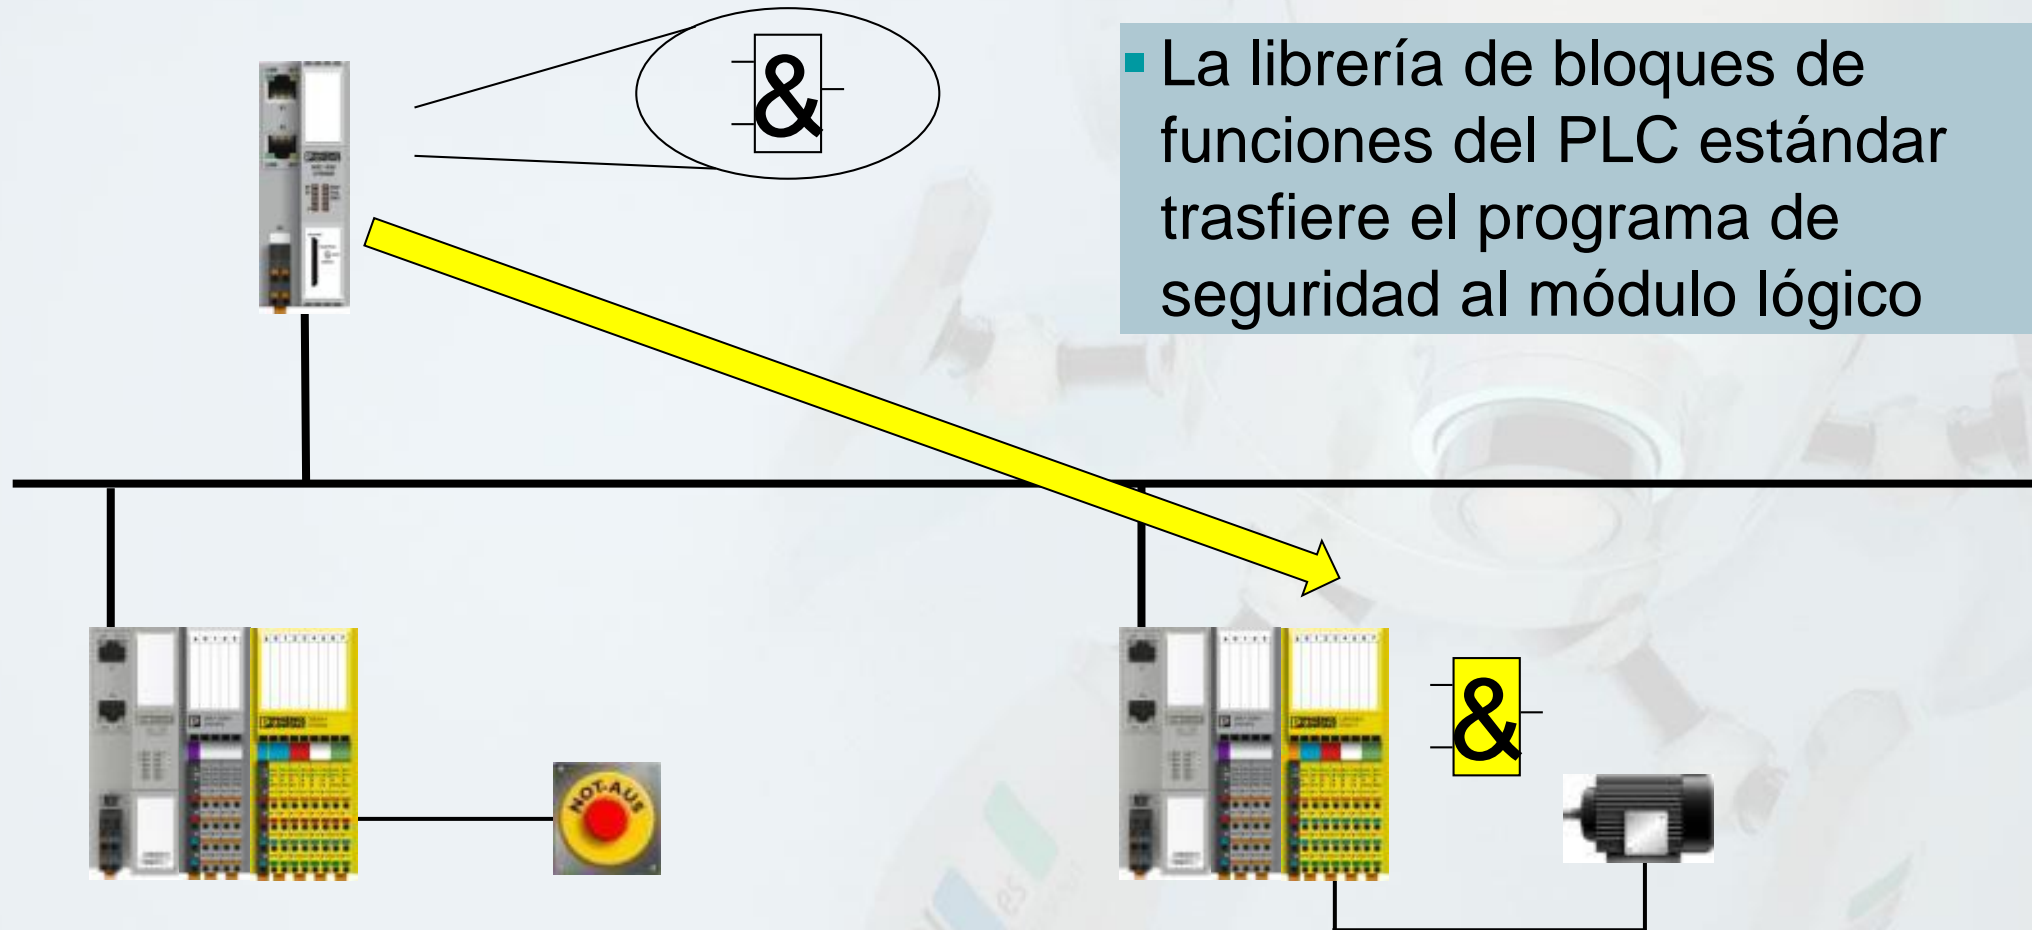 &
La librería de bloques de
funciones del PLC estándar
trasfiere el programa de
seguridad al módulo lógico
&
NOT-AUS